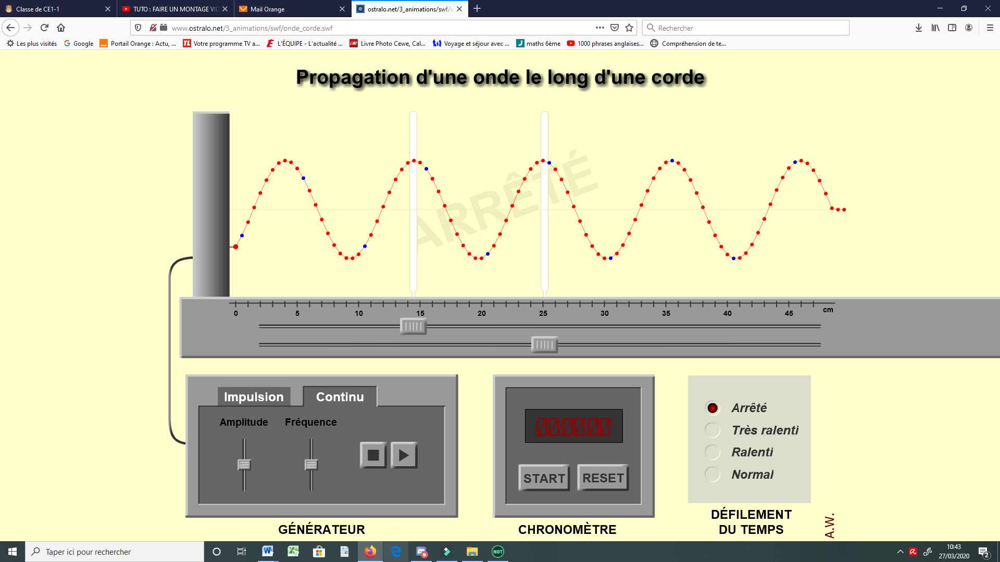 Classe de CE1-1
TUTO : FAIRE UN MONTAGE VID
Mail Orange
ostralo.net/3_animations/swf/o
www.ostralo.net/3_animations/swf/onde_corde.swf
Rechercher
Les plus visités
Google
Portail Orange : Actu, ...
Votre programme TV a...
L'ÉQUIPE - L'actualité ...
Livre Photo Cewe, Cal...
Voyage et séjour avec ...
maths 6ème
1000 phrases anglaises...
Compréhension de te...
Propagation d'une onde le long d'une corde
ARRÊTÉ
0 5 10 15 20 25 30 35 40 45 cm
Impulsion
Continu
Amplitude
Fréquence
GÉNÉRATEUR
00:00:00
START
RESET
CHRONOMÈTRE
Arrêté
Très ralenti
Ralenti
Normal
DÉFILEMENT
DU TEMPS
A.W.
Taper ici pour rechercher
NOT
10:43
27/03/2020
2